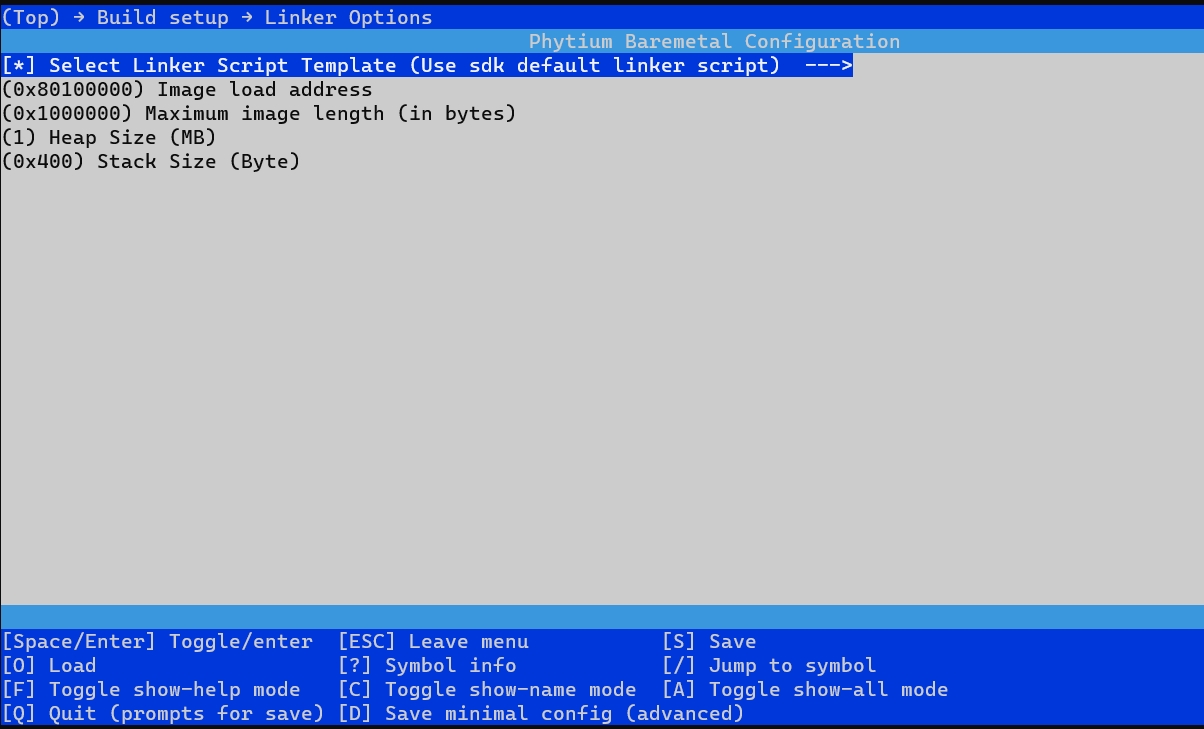 (Top) → Build setup → Linker Options
Phytium Baremetal Configuration
[*] Select Linker Script Template (Use sdk default linker script)  --->
(0x80100000) Image load address
(0x1000000) Maximum image length (in bytes)
(1) Heap Size (MB)
(0x400) Stack Size (Byte)
[Space/Enter] Toggle/enter  [ESC] Leave menu           [S] Save
[O] Load                    [?] Symbol info            [/] Jump to symbol
[F] Toggle show-help mode   [C] Toggle show-name mode  [A] Toggle show-all mode
[Q] Quit (prompts for save) [D] Save minimal config (advanced)